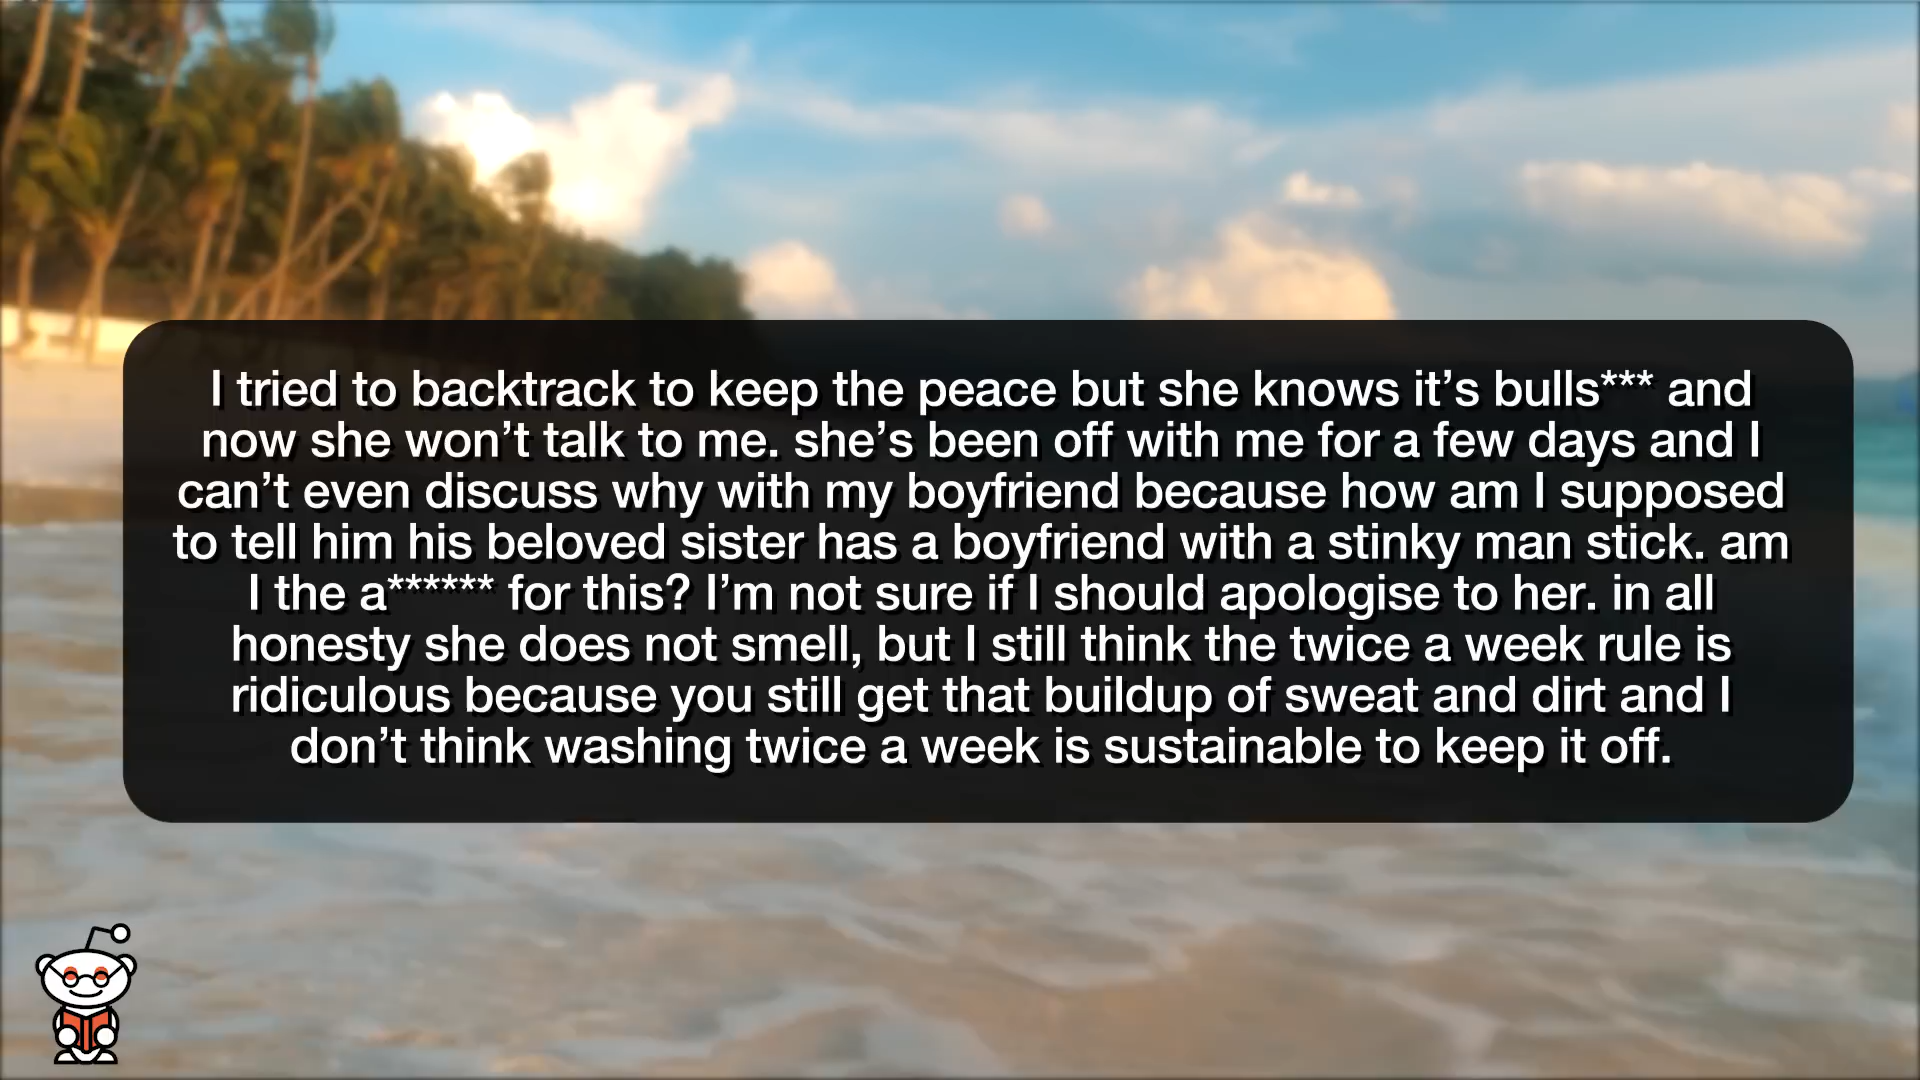 I tried to backtrack to keep the peace but she knows it’s bulls*** and
now she won’t talk to me. she’s been off with me for a few days and I
can’t even discuss why with my boyfriend because how am I supposed
to tell him his beloved sister has a boyfriend with a stinky man stick. am
I the a****** for this? I’m not sure if I should apologise to her. in all
honesty she does not smell, but I still think the twice a week rule is
ridiculous because you still get that buildup of sweat and dirt and I
don’t think washing twice a week is sustainable to keep it off.